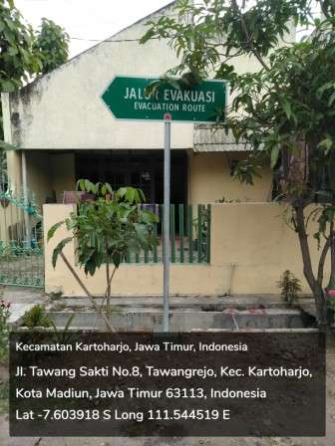 JALUR EVAKUASI
EVACUATION ROUTE
Kecamatan Kartoharjo, Jawa Timur, Indonesia
Jl. Tawang Sakti No.8, Tawangrejo, Kec. Kartoharjo,
Kota Madiun, Jawa Timur 63113, Indonesia
Lat -7.603918 S Long 111.544519 E